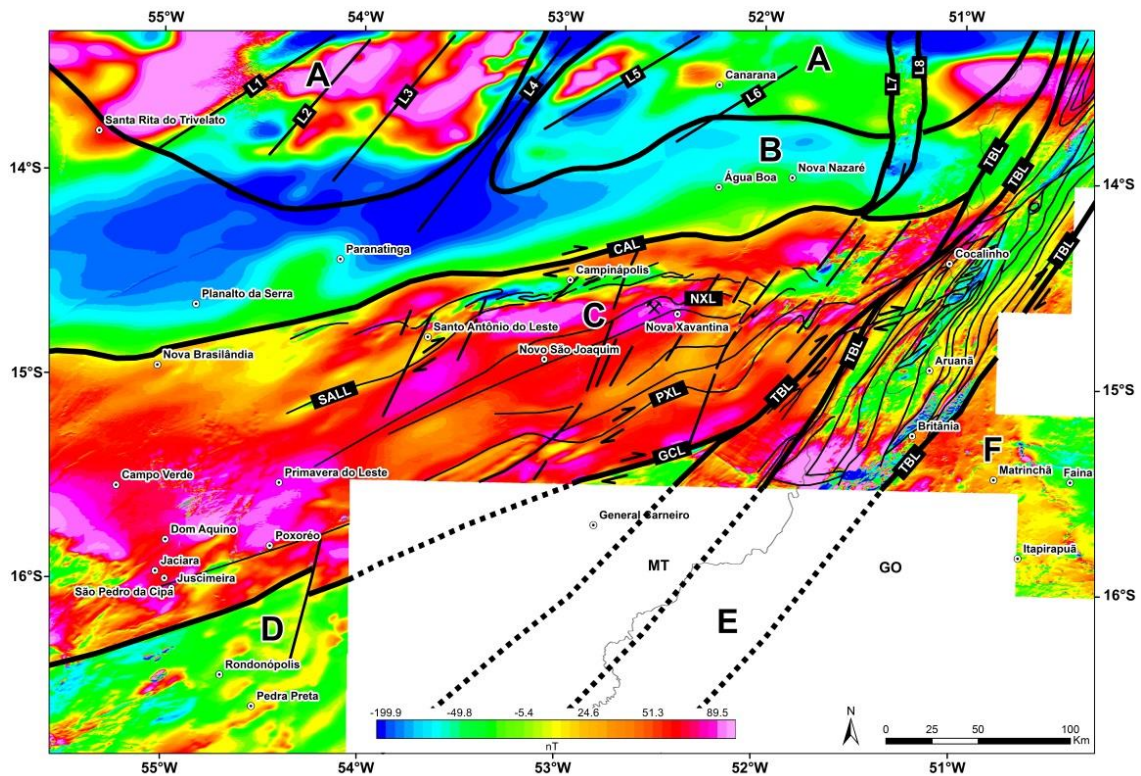 55°W
54°W
53°W
52°W
51°W
A
A
L1
L2
L3
L4
L5
L6
L7
L8
Canarana
Santa Rita do Trivelato
14°S
14°S
B
Nova Nazaré
Água Boa
TBL
TBL
TBL
Paranatinga
CAL
Cocalinho
Campinápolis
Planalto da Serra
NXL
C
Nova Xavantina
Santo Antônio do Leste
Novo São Joaquim
Nova Brasilândia
TBL
Aruanã
15°S
15°S
SALL
PXL
TBL
Britânia
GCL
TBL
F
Matrinchã
Faina
Campo Verde
Primavera do Leste
General Carneiro
Dom Aquino
Poxoréo
Itapirapuã
MT
GO
Jaciara
Juscimeira
São Pedro da Cipa
16°S
16°S
D
E
Rondonópolis
Pedra Preta
-199.9
-49.8
-5.4
24.6
51.3
89.5
nT
N
0
25
50
100
Km
55°W
54°W
53°W
52°W
51°W